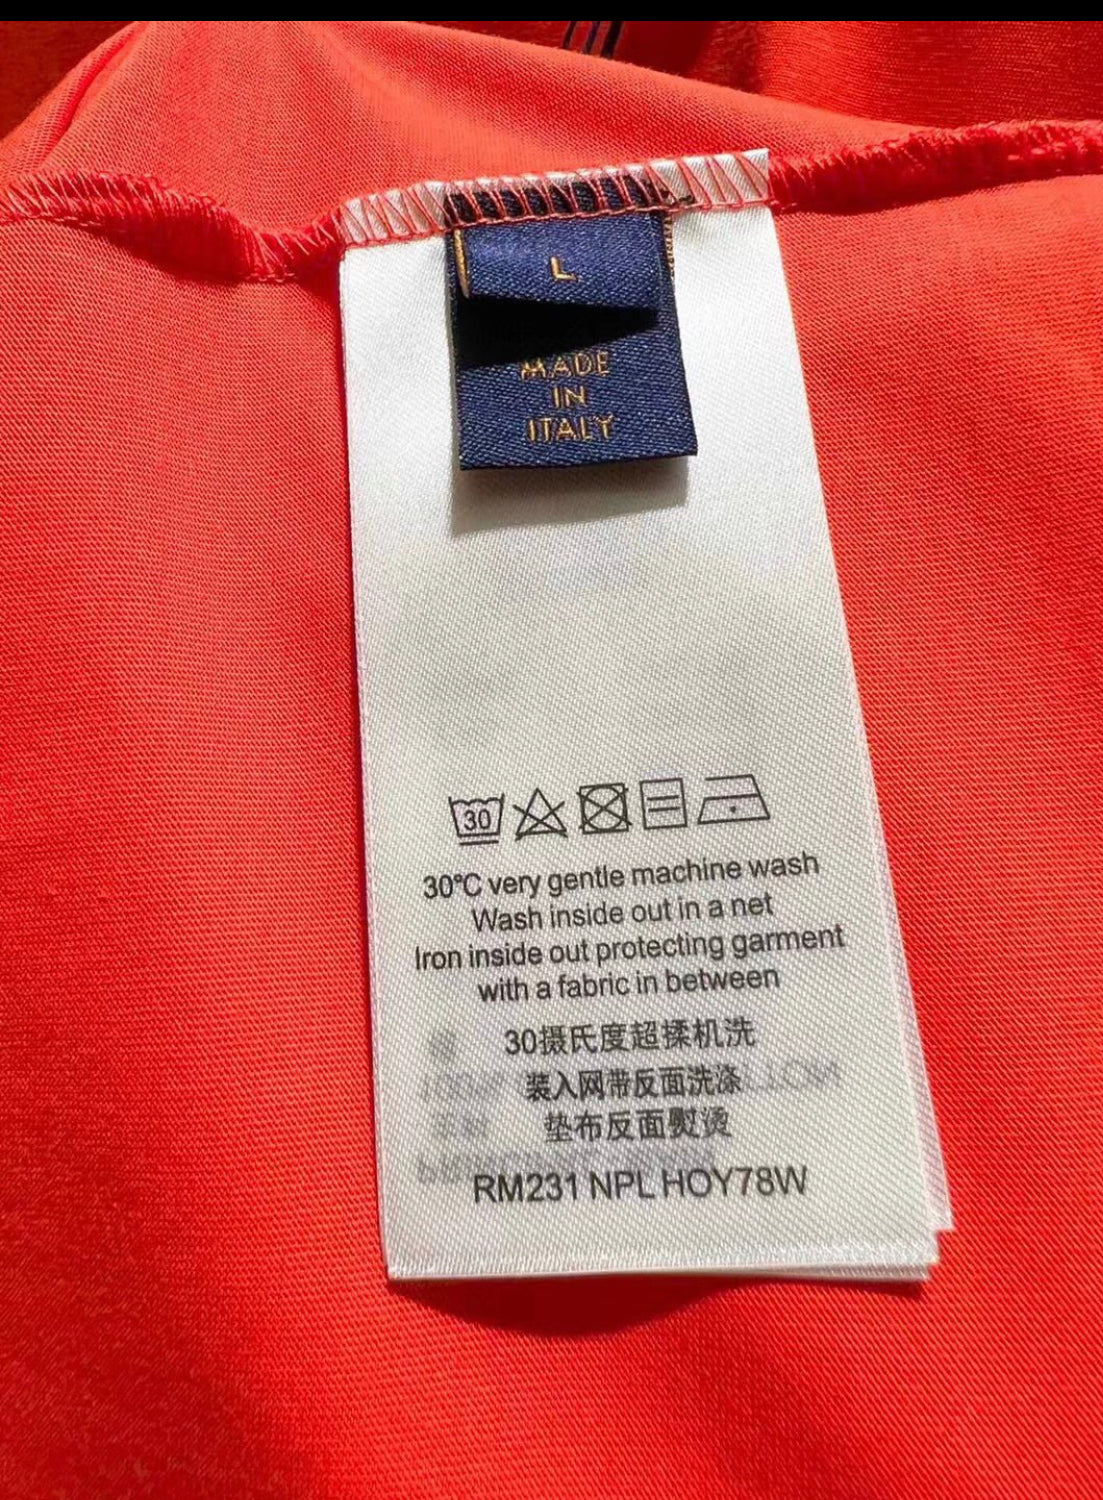 L
MADE
IN
ITALY
30
30°C very gentle machine wash
Wash inside out in a net
Iron inside out protecting garment
with a fabric in between
30摄氏度超揉机洗
装入网带反面洗涤
垫布反面熨烫
RM231 NPL HOY78W